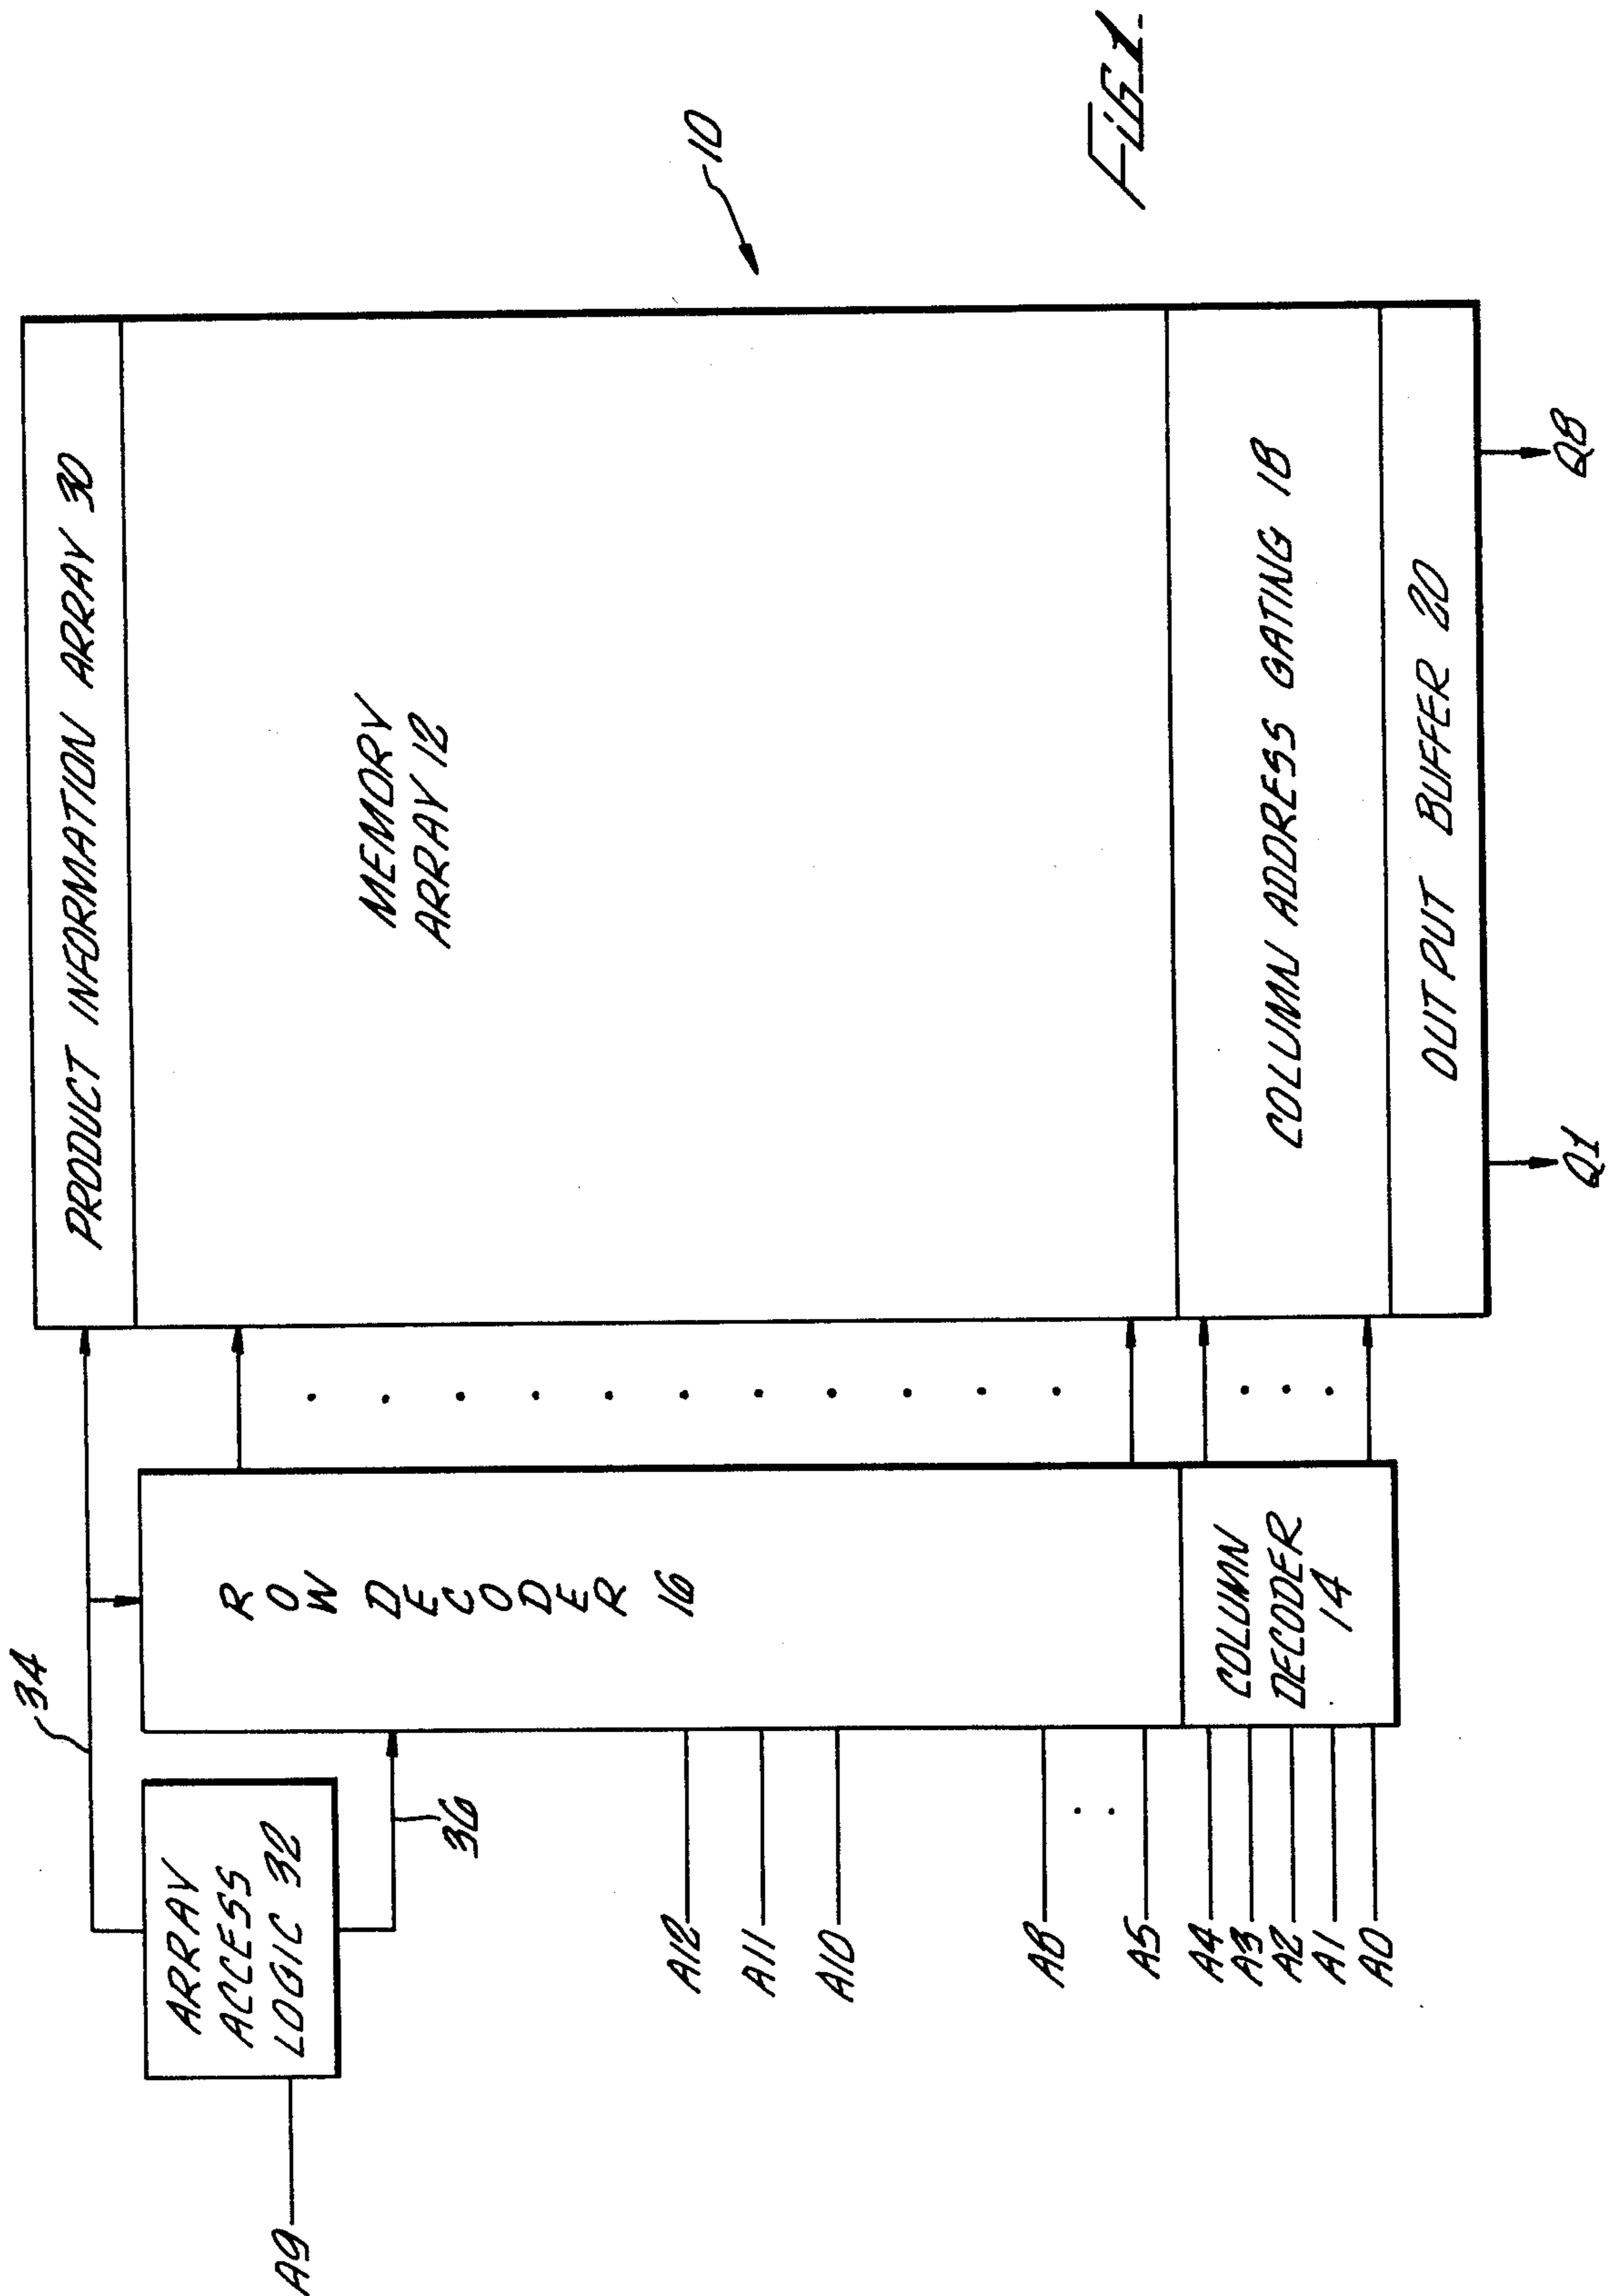 PRODUCT INFORMATION ARRAY 30
MEMORY
ARRAY 12
COLUMN ADDRESS GATING 18
OUTPUT BUFFER 20
10
Q1
Q8
34
ROW DECODER 16
COLUMN
DECODER
14
ARRAY
ACCESS
LOGIC 32
36
A9
A12
A11
A10
A8
A5
A4
A3
A2
A1
A0
FIG 1.